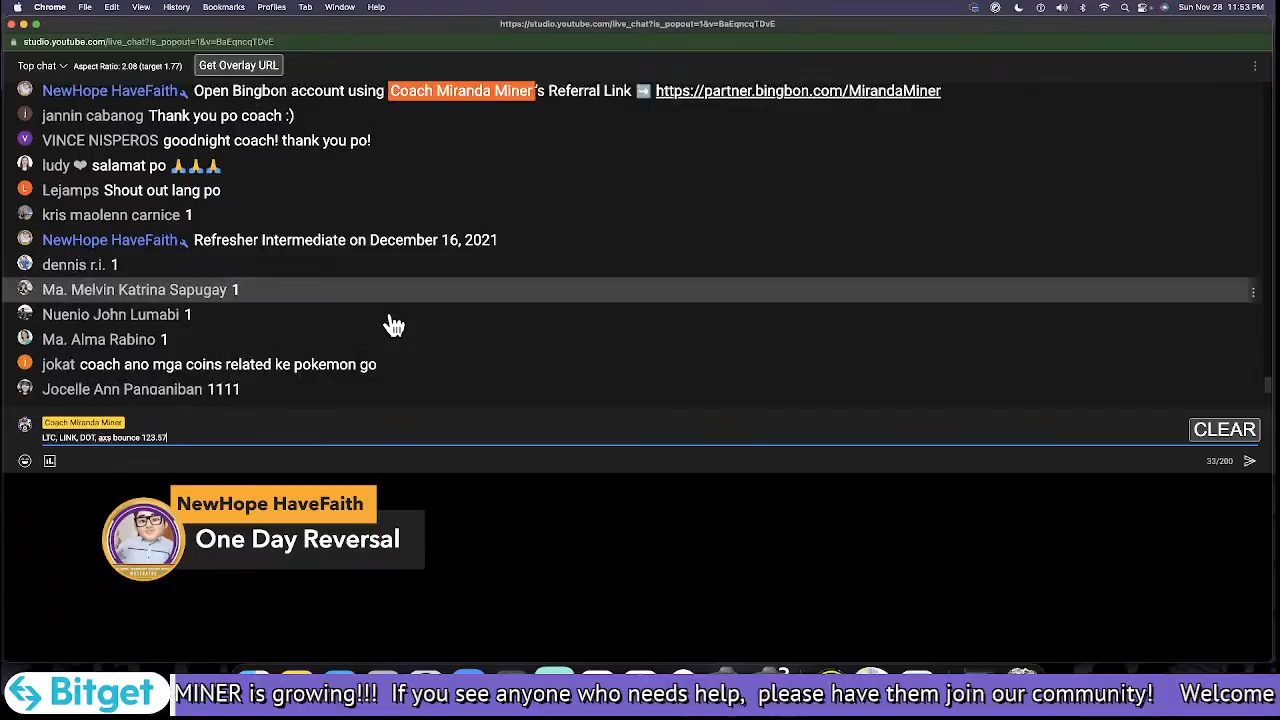 Chrome File Edit View History Bookmarks Profiles Tab Window Help Sun Nov 28 11:53 PM
https://studio.youtube.com/live_chat?is_popout=1&v=BaEqncqTDvE
studio.youtube.com/live_chat?is_popout=1&v=BaEqncqTDvE
Top chat Aspect Ratio: 2.08 (target 1.77) Get Overlay URL
NewHope HaveFaith Open Bingbon account using Coach Miranda Miner's Referral Link ➡️ https://partner.bingbon.com/MirandaMiner
jannin cabanog Thank you po coach :)
VINCE NISPEROS goodnight coach! thank you po!
ludy ❤ salamat po 🙏🙏🙏
Lejamps Shout out lang po
kris maolenn carnice 1
NewHope HaveFaith Refresher Intermediate on December 16, 2021
dennis r.i. 1
Ma. Melvin Katrina Sapugay 1
Nuenio John Lumabi 1
Ma. Alma Rabino 1
jokat coach ano mga coins related ke pokemon go
Jocelle Ann Panganiban 1111
Coach Miranda Miner
LTC, LINK, DOT, axs bounce 123.57
CLEAR
33/200
NewHope HaveFaith
One Day Reversal
Bitget MINER is growing!!! If you see anyone who needs help, please have them join our community! Welcome